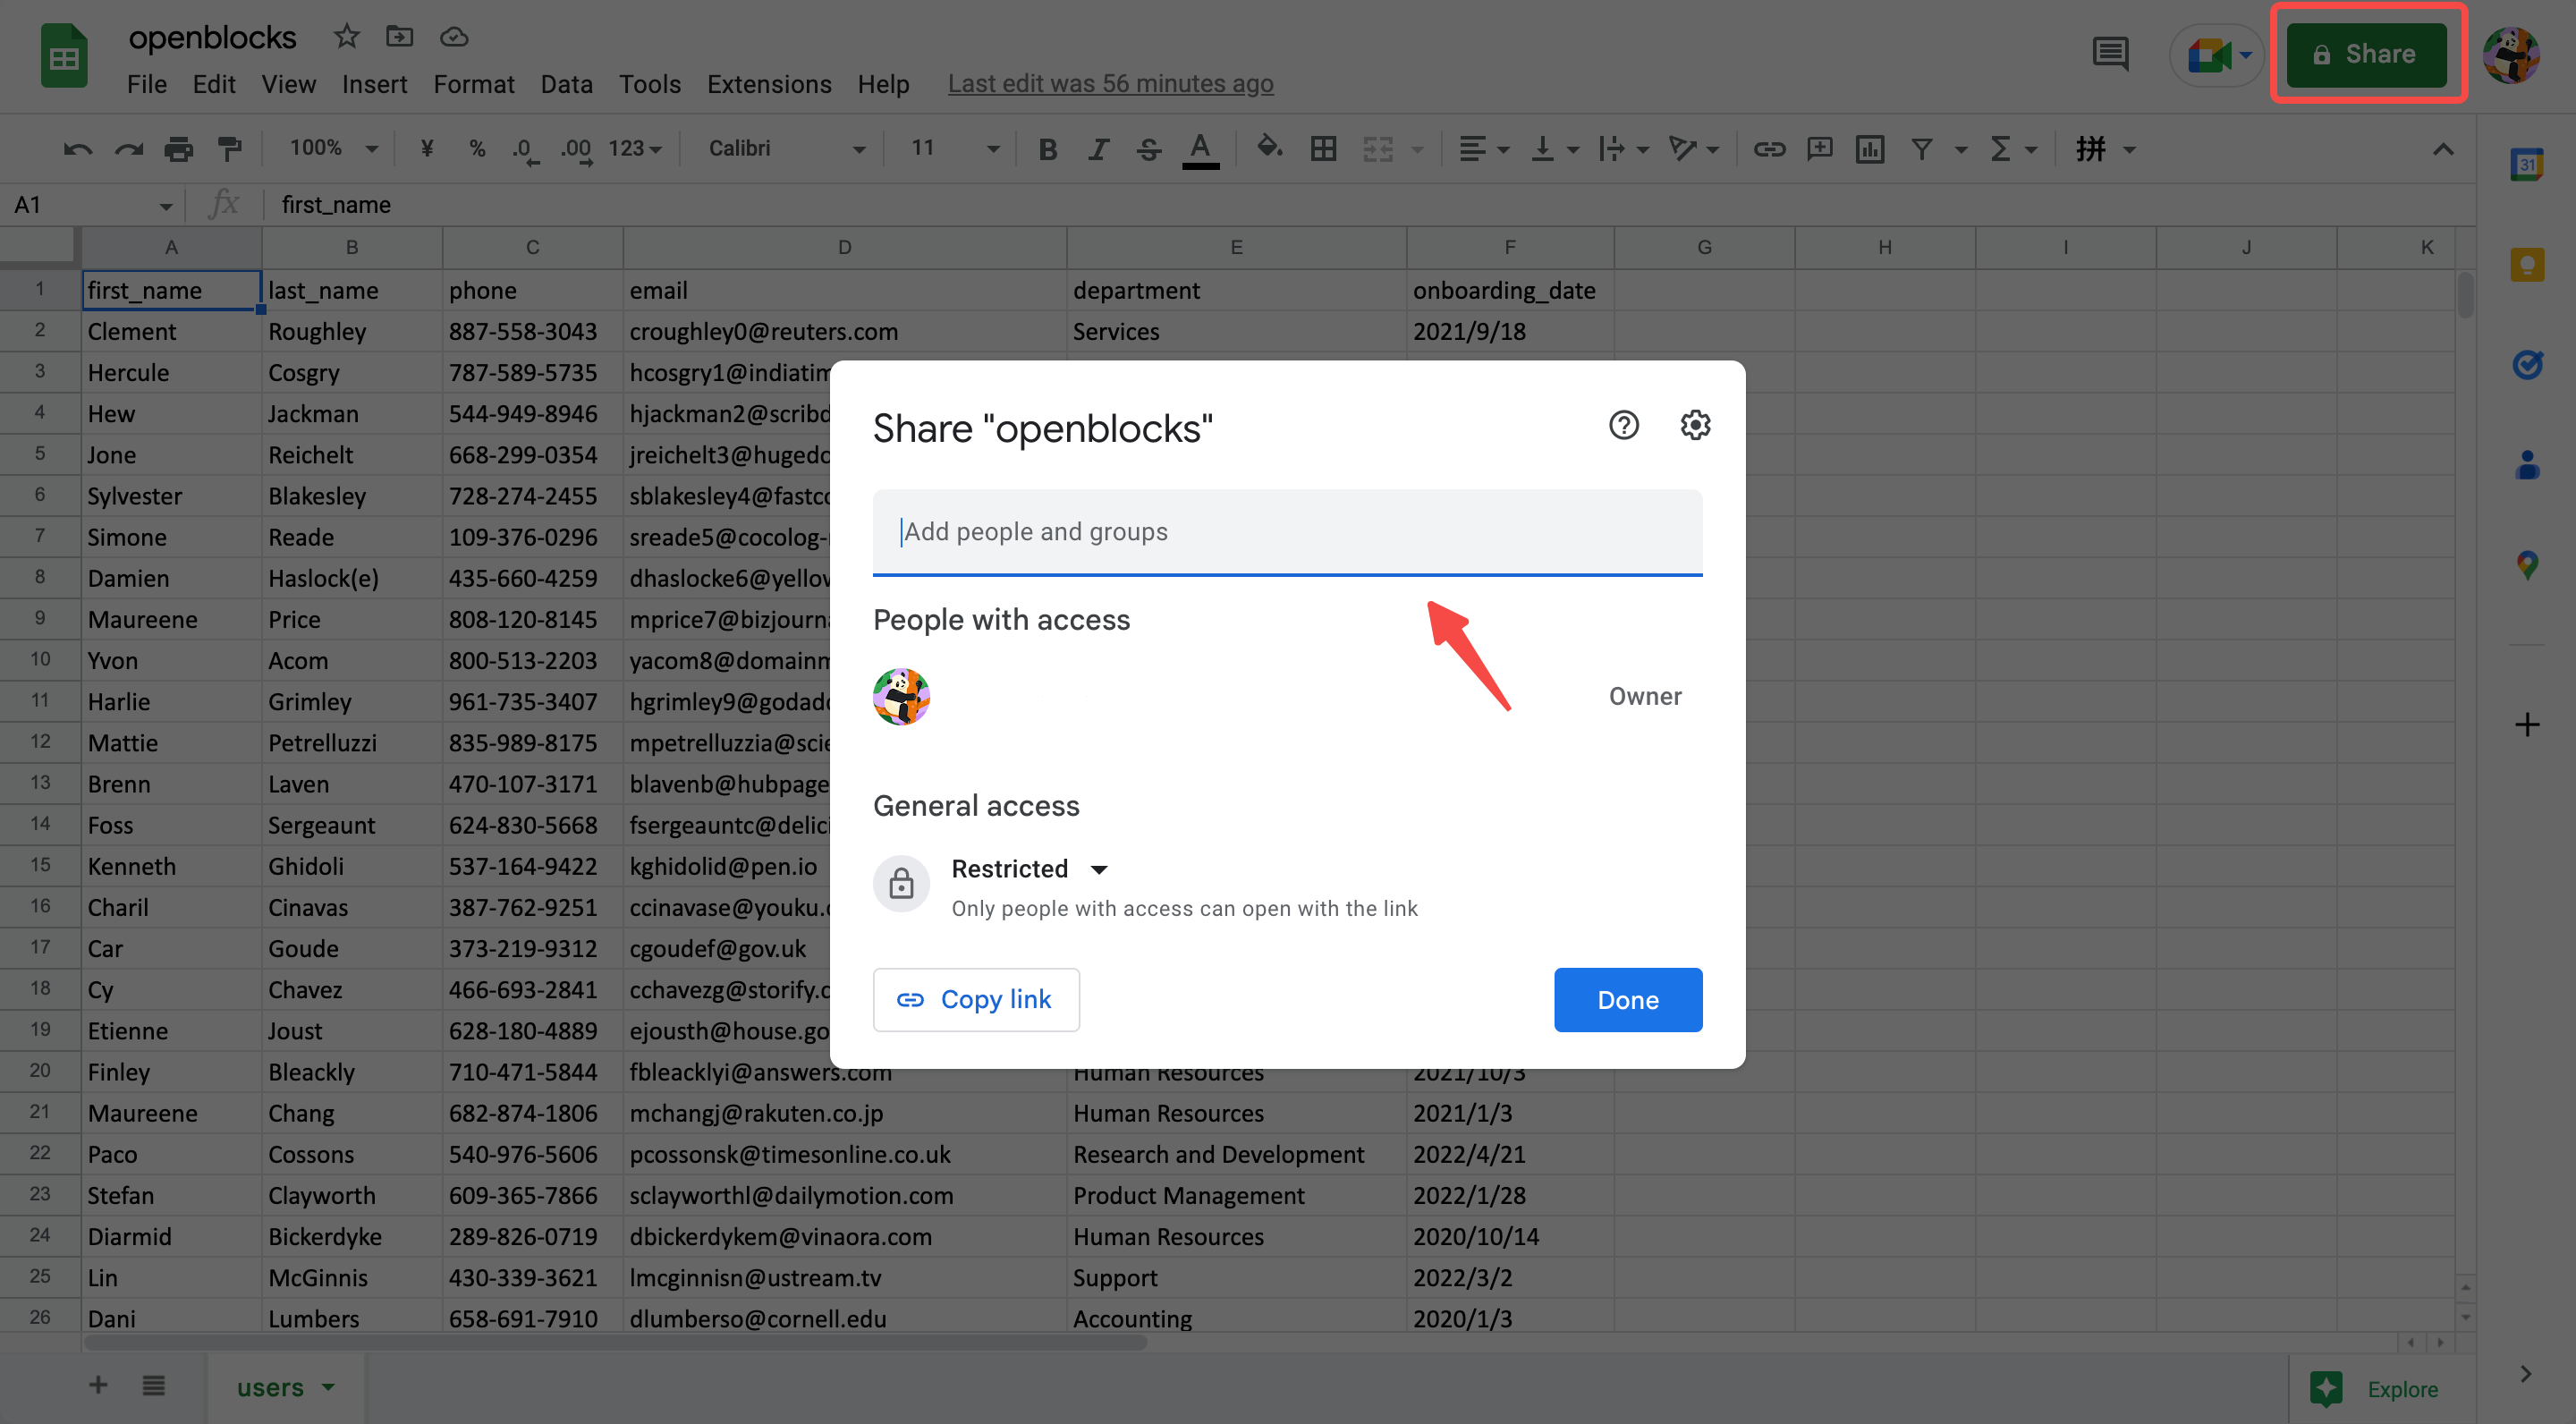 openblocks
File Edit View Insert Format Data Tools Extensions Help Last edit was 56 minutes ago
Share
100% ¥ % .0 .00 123 Calibri 11 B I S A Σ 拼
31
A1 fx first_name
A B C D E F G H I J K
1 first_name last_name phone email department onboarding_date
2 Clement Roughley 887-558-3043 croughley0@reuters.com Services 2021/9/18
3 Hercule Cosgry 787-589-5735 hcosgry1@indiatim
4 Hew Jackman 544-949-8946 hjackman2@scribd
5 Jone Reichelt 668-299-0354 jreichelt3@hugedo
6 Sylvester Blakesley 728-274-2455 sblakesley4@fastco
7 Simone Reade 109-376-0296 sreade5@cocolog-
8 Damien Haslock(e) 435-660-4259 dhaslocke6@yellow
9 Maureene Price 808-120-8145 mprice7@bizjourna
10 Yvon Acom 800-513-2203 yacom8@domainm
11 Harlie Grimley 961-735-3407 hgrimley9@godadd
12 Mattie Petrelluzzi 835-989-8175 mpetrelluzzia@scie
13 Brenn Laven 470-107-3171 blavenb@hubpage
14 Foss Sergeaunt 624-830-5668 fsergeauntc@delici
15 Kenneth Ghidoli 537-164-9422 kghidolid@pen.io
16 Charil Cinavas 387-762-9251 ccinavase@youku.c
17 Car Goude 373-219-9312 cgoudef@gov.uk
18 Cy Chavez 466-693-2841 cchavezg@storify.c
19 Etienne Joust 628-180-4889 ejousth@house.go
20 Finley Bleackly 710-471-5844 fbleacklyi@answers.com Human Resources 2021/10/3
21 Maureene Chang 682-874-1806 mchangj@rakuten.co.jp Human Resources 2021/1/3
22 Paco Cossons 540-976-5606 pcossonsk@timesonline.co.uk Research and Development 2022/4/21
23 Stefan Clayworth 609-365-7866 sclayworthl@dailymotion.com Product Management 2022/1/28
24 Diarmid Bickerdyke 289-826-0719 dbickerdykem@vinaora.com Human Resources 2020/10/14
25 Lin McGinnis 430-339-3621 lmcginnisn@ustream.tv Support 2022/3/2
26 Dani Lumbers 658-691-7910 dlumberso@cornell.edu Accounting 2020/1/3
Share "openblocks"
Add people and groups
People with access
Owner
General access
Restricted
Only people with access can open with the link
Copy link
Done
users
Explore